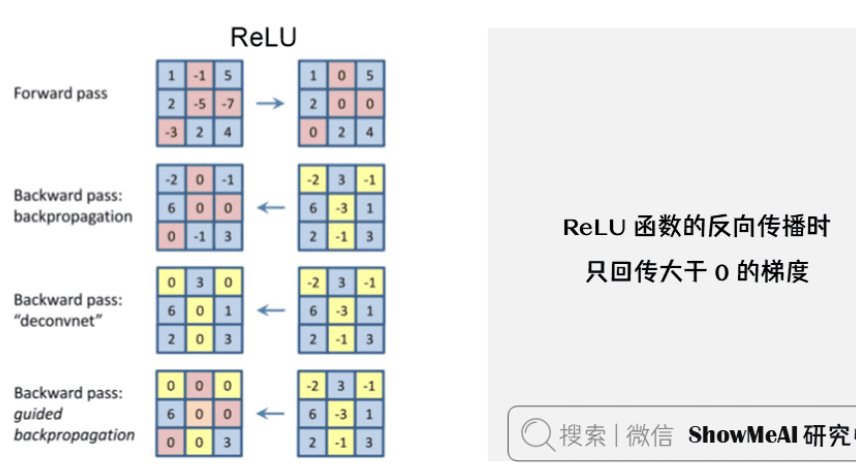 ReLU
Forward pass
1 -1 5 1 0 5
2 -5 -7 2 0 0
-3 2 4 0 2 4
Backward pass:
backpropagation
-2 0 -1 -2 3 -1
6 0 0 6 -3 1
0 -1 3 2 -1 3
Backward pass:
“deconvnet”
0 3 0 -2 3 -1
6 0 1 6 -3 1
2 0 3 2 -1 3
Backward pass:
guided
backpropagation
0 0 0 -2 3 -1
6 0 0 6 -3 1
0 0 3 2 -1 3
ReLU 函数的反向传播时
只回传大于 0 的梯度
搜索 | 微信 ShowMeAI 研究